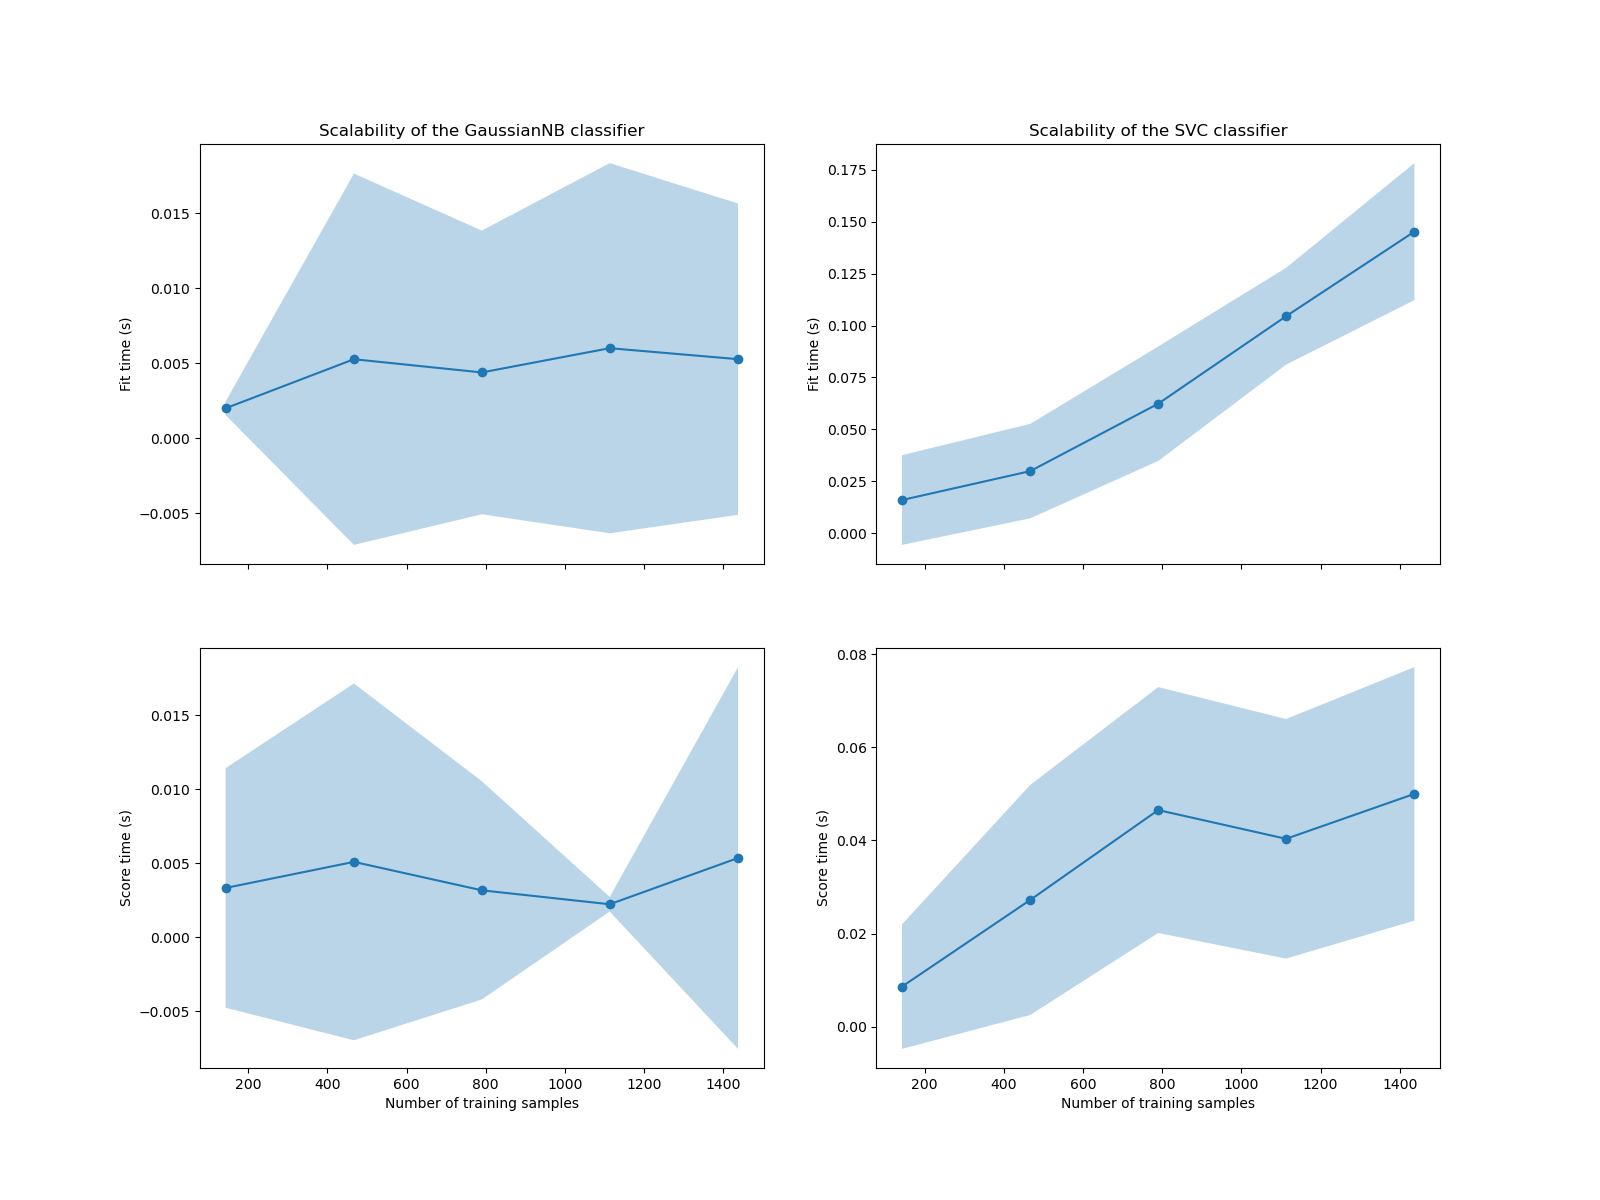 Scalability of the GaussianNB classifier
Fit time (s)
0.015
0.010
0.005
0.000
−0.005
Scalability of the SVC classifier
Fit time (s)
0.175
0.150
0.125
0.100
0.075
0.050
0.025
0.000
Score time (s)
0.015
0.010
0.005
0.000
−0.005
200 400 600 800 1000 1200 1400
Number of training samples
Score time (s)
0.08
0.06
0.04
0.02
0.00
200 400 600 800 1000 1200 1400
Number of training samples